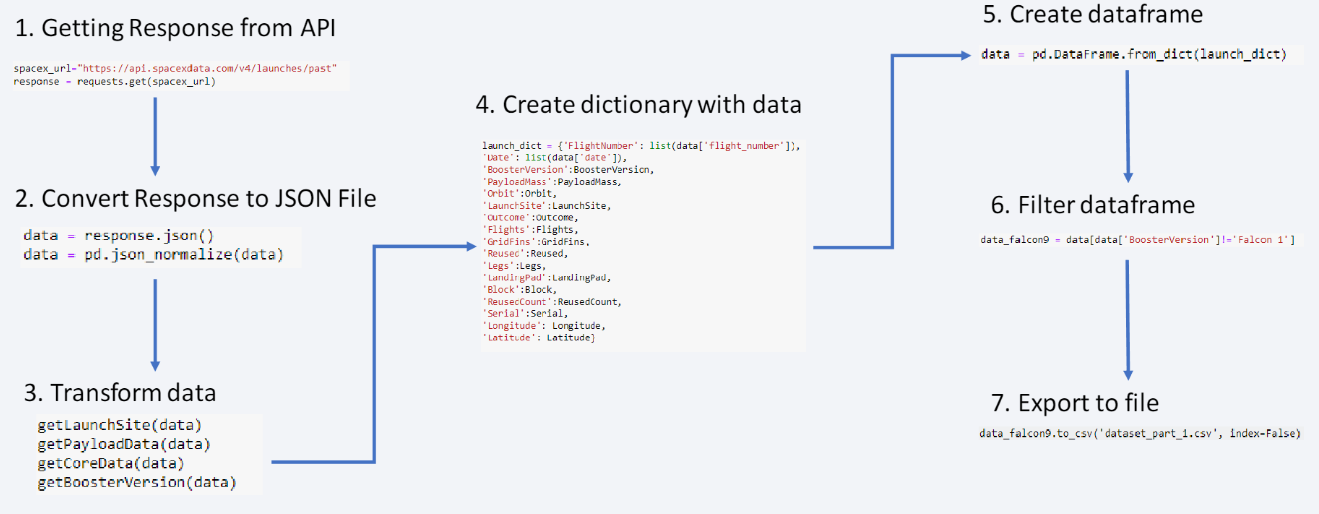 1. Getting Response from API
spacex_url="https://api.spacexdata.com/v4/launches/past"
response = requests.get(spacex_url)
2. Convert Response to JSON File
data = response.json()
data = pd.json_normalize(data)
3. Transform data
getLaunchSite(data)
getPayloadData(data)
getCoreData(data)
getBoosterVersion(data)
4. Create dictionary with data
launch_dict = {'FlightNumber': list(data['flight_number']),
'Date': list(data['date']),
'BoosterVersion':BoosterVersion,
'PayloadMass':PayloadMass,
'Orbit':Orbit,
'LaunchSite':LaunchSite,
'Outcome':Outcome,
'Flights':Flights,
'GridFins':GridFins,
'Reused':Reused,
'Legs':Legs,
'LandingPad':LandingPad,
'Block':Block,
'ReusedCount':ReusedCount,
'Serial':Serial,
'Longitude': Longitude,
'Latitude': Latitude}
5. Create dataframe
data = pd.DataFrame.from_dict(launch_dict)
6. Filter dataframe
data_falcon9 = data[data['BoosterVersion']!='Falcon 1']
7. Export to file
data_falcon9.to_csv('dataset_part_1.csv', index=False)